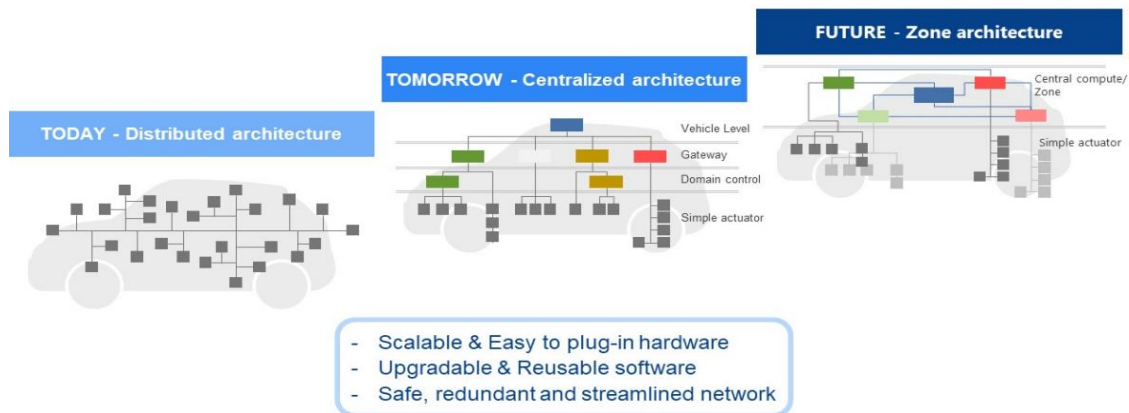 TODAY - Distributed architecture
TOMORROW - Centralized architecture
Vehicle Level
Gateway
Domain control
Simple actuator
FUTURE - Zone architecture
Central compute/
Zone
Simple actuator
- Scalable & Easy to plug-in hardware
- Upgradable & Reusable software
- Safe, redundant and streamlined network